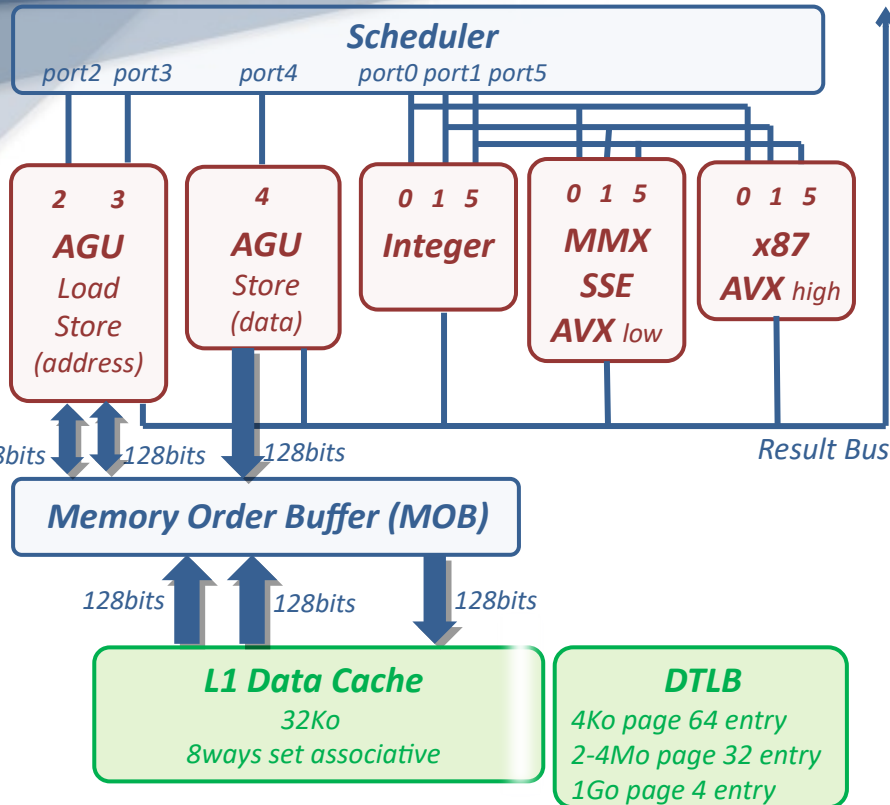 Scheduler
port2 port3 port4 port0 port1 port5
2 3
AGU
Load
Store
(address)
4
AGU
Store
(data)
0 1 5
Integer
0 1 5
MMX
SSE
AVX low
0 1 5
x87
AVX high
8bits
128bits
128bits
Result Bus
Memory Order Buffer (MOB)
128bits
128bits
128bits
L1 Data Cache
32Ko
8ways set associative
DTLB
4Ko page 64 entry
2-4Mo page 32 entry
1Go page 4 entry